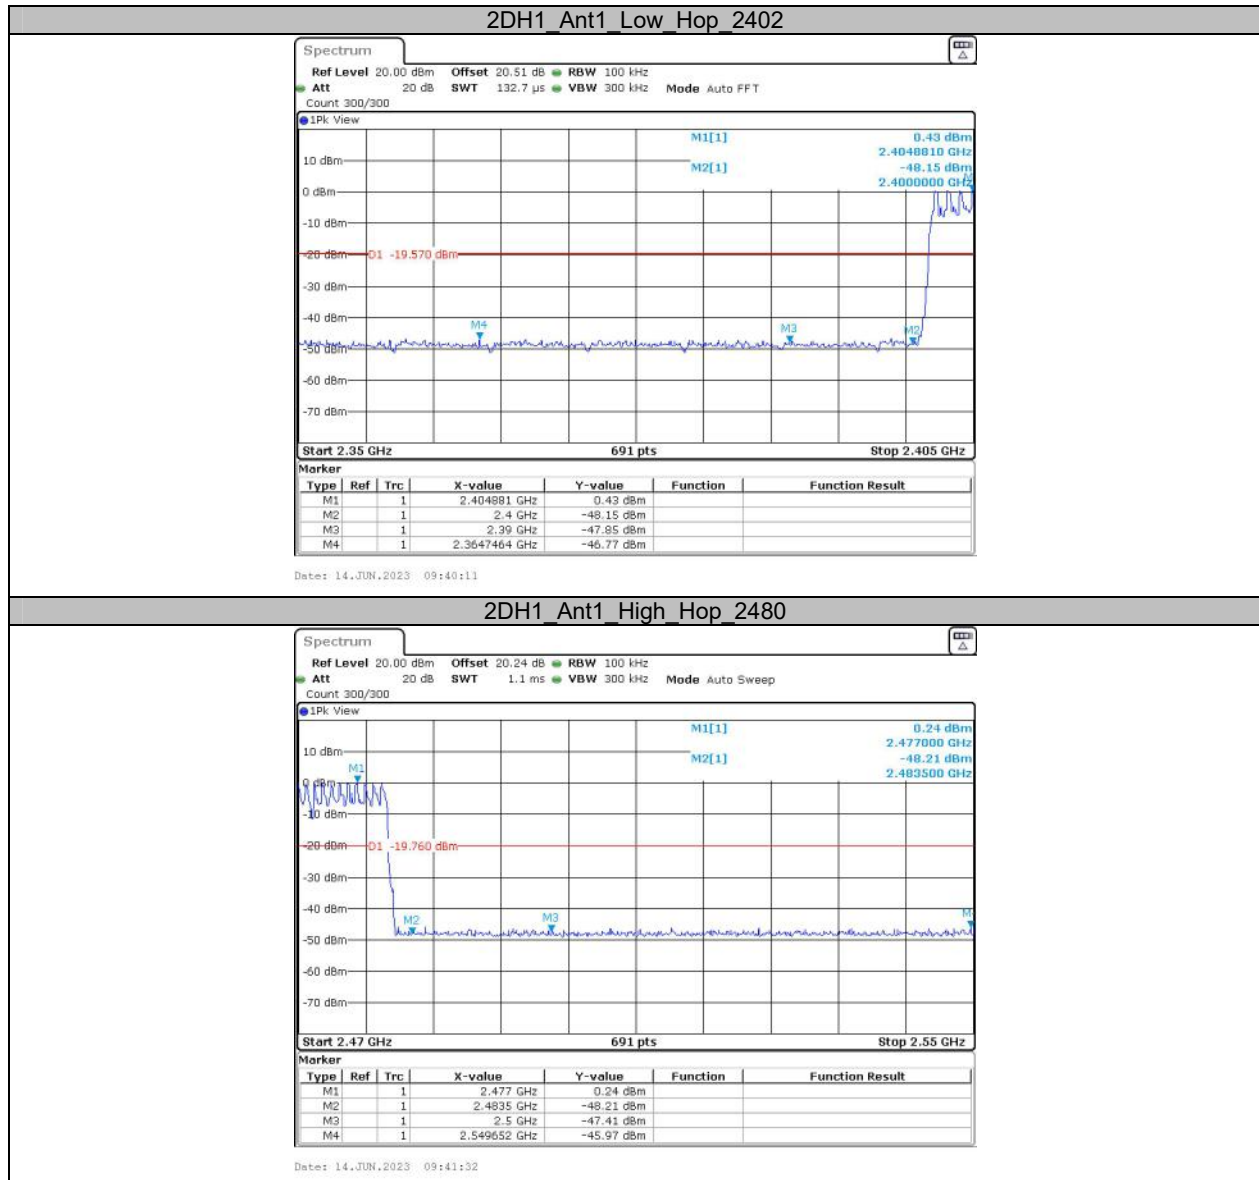 2DH1_Ant1_Low_Hop_2402
Spectrum
Ref Level 20.00 dBm Offset 20.51 dB RBW 100 kHz
Att 20 dB SWT 132.7 µs VBW 300 kHz Mode Auto FFT
Count 300/300
1Pk View
M1[1] 0.43 dBm
2.4048810 GHz
10 dBm
M2[1] -48.15 dBm
2.4000000 GHz
0 dBm
-10 dBm
-20 dBm D1 -19.570 dBm
-30 dBm
-40 dBm
M4 M3 M2
-50 dBm
-60 dBm
-70 dBm
Start 2.35 GHz 691 pts Stop 2.405 GHz
Marker
Type Ref Trc X-value Y-value Function Function Result
M1 1 2.404881 GHz 0.43 dBm
M2 1 2.4 GHz -48.15 dBm
M3 1 2.39 GHz -47.85 dBm
M4 1 2.3647464 GHz -46.77 dBm
Date: 14.JUN.2023 09:40:11
2DH1_Ant1_High_Hop_2480
Spectrum
Ref Level 20.00 dBm Offset 20.24 dB RBW 100 kHz
Att 20 dB SWT 1.1 ms VBW 300 kHz Mode Auto Sweep
Count 300/300
1Pk View
M1[1] 0.24 dBm
2.477000 GHz
10 dBm
M2[1] -48.21 dBm
2.483500 GHz
M1
0 dBm
-10 dBm
-20 dBm D1 -19.760 dBm
-30 dBm
-40 dBm
M2 M3
-50 dBm
-60 dBm
-70 dBm
Start 2.47 GHz 691 pts Stop 2.55 GHz
Marker
Type Ref Trc X-value Y-value Function Function Result
M1 1 2.477 GHz 0.24 dBm
M2 1 2.4835 GHz -48.21 dBm
M3 1 2.5 GHz -47.41 dBm
M4 1 2.549652 GHz -45.97 dBm
Date: 14.JUN.2023 09:41:32